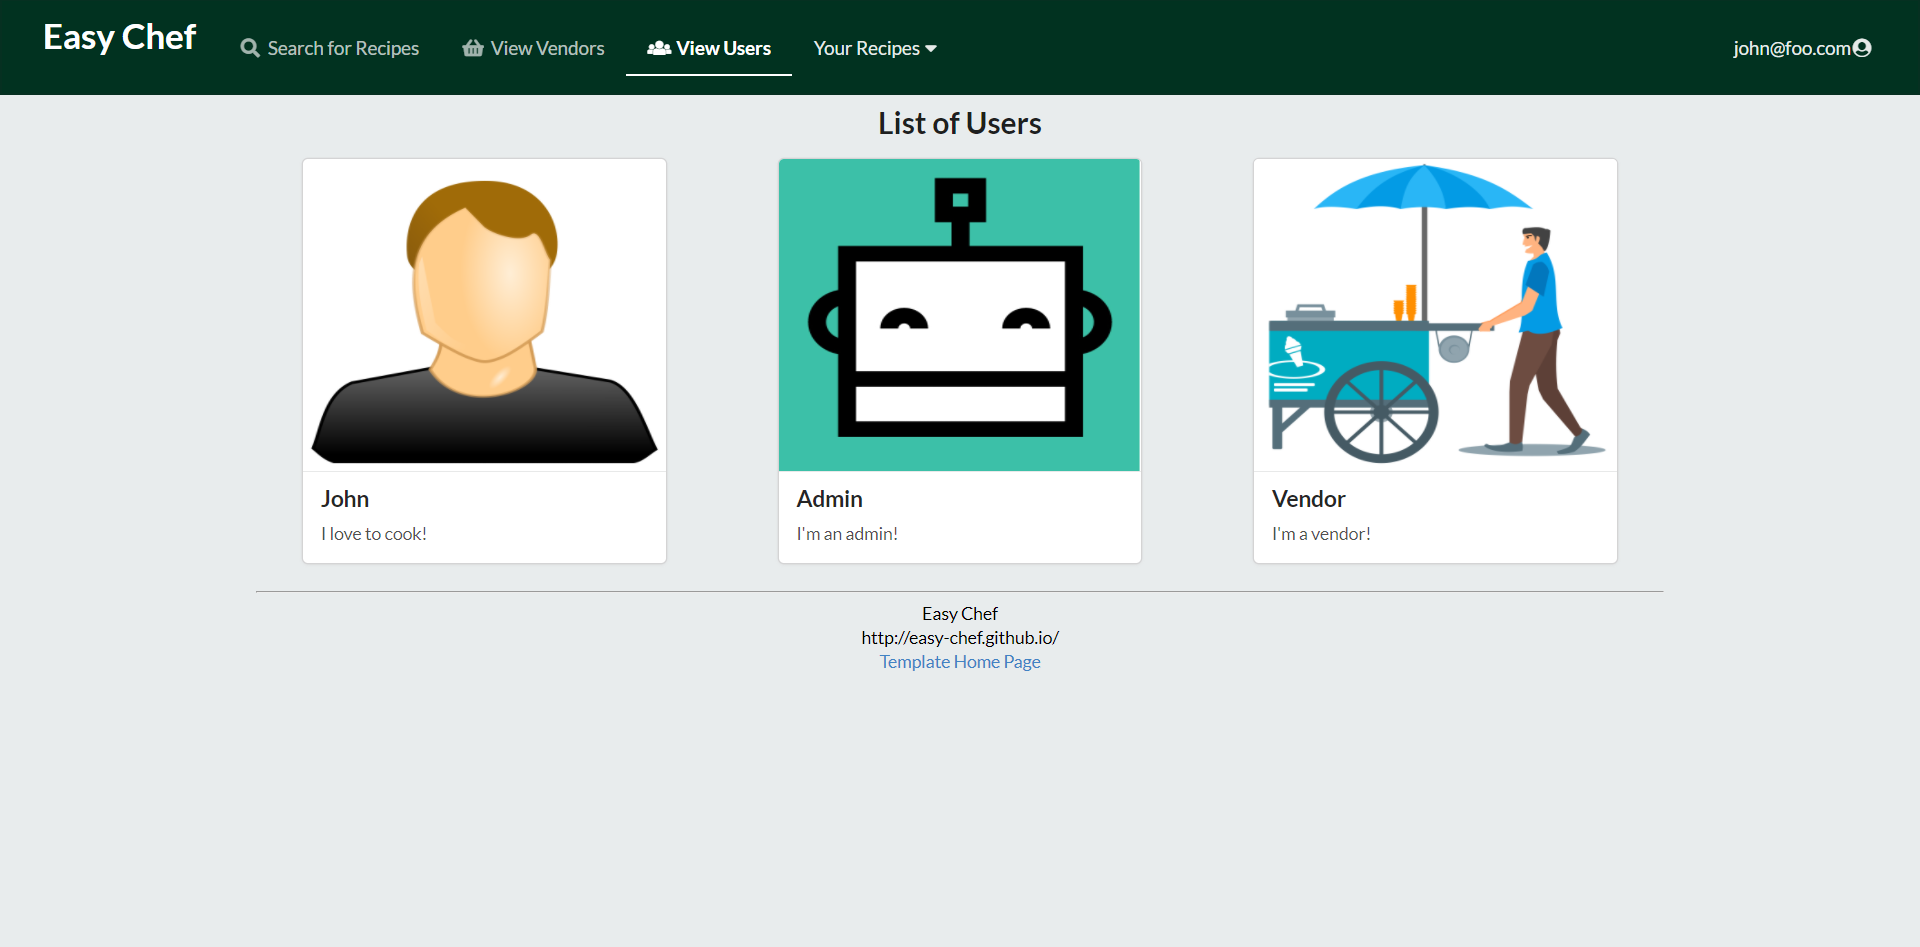 Easy Chef
Search for Recipes
View Vendors
View Users
Your Recipes
john@foo.com
List of Users
John
I love to cook!
Admin
I'm an admin!
Vendor
I'm a vendor!
Easy Chef
http://easy-chef.github.io/
Template Home Page